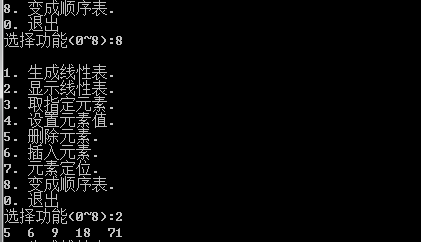 8. 变成顺序表.
0. 退出
选择功能(0~8):8
1. 生成线性表.
2. 显示线性表.
3. 取指定元素.
4. 设置元素值.
5. 删除元素.
6. 插入元素.
7. 元素定位.
8. 变成顺序表.
0. 退出
选择功能(0~8):2
5 6 9 18 71